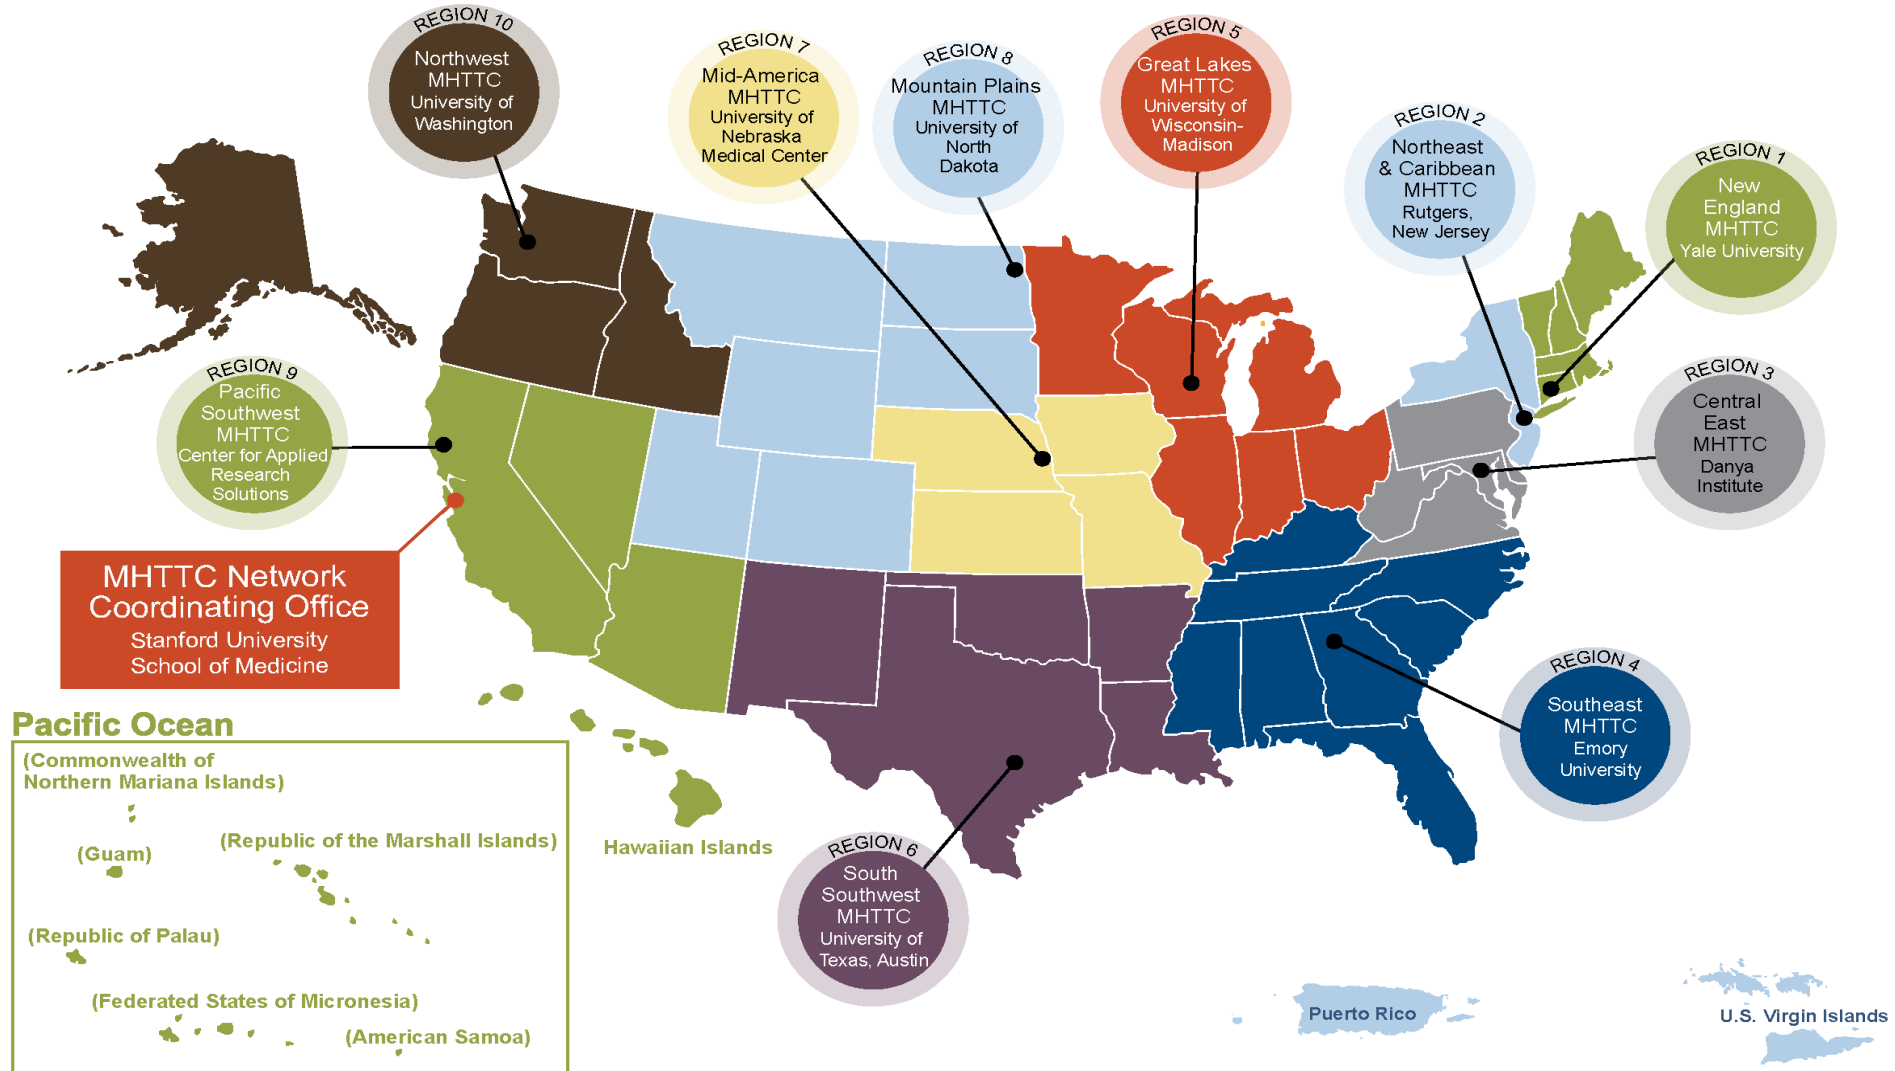 REGION 10
Northwest
MHTTC
University of
Washington
REGION 7
Mid-America
MHTTC
University of
Nebraska
Medical Center
REGION 8
Mountain Plains
MHTTC
University of
North
Dakota
REGION 5
Great Lakes
MHTTC
University of
Wisconsin-
Madison
REGION 2
Northeast
& Caribbean
MHTTC
Rutgers,
New Jersey
REGION 1
New
England
MHTTC
Yale University
REGION 9
Pacific
Southwest
MHTTC
Center for Applied
Research
Solutions
REGION 3
Central
East
MHTTC
Danya
Institute
MHTTC Network
Coordinating Office
Stanford University
School of Medicine
REGION 4
Southeast
MHTTC
Emory
University
Pacific Ocean
(Commonwealth of
Northern Mariana Islands)
(Guam)
(Republic of the Marshall Islands)
(Republic of Palau)
(Federated States of Micronesia)
(American Samoa)
Hawaiian Islands
REGION 6
South
Southwest
MHTTC
University of
Texas, Austin
Puerto Rico
U.S. Virgin Islands